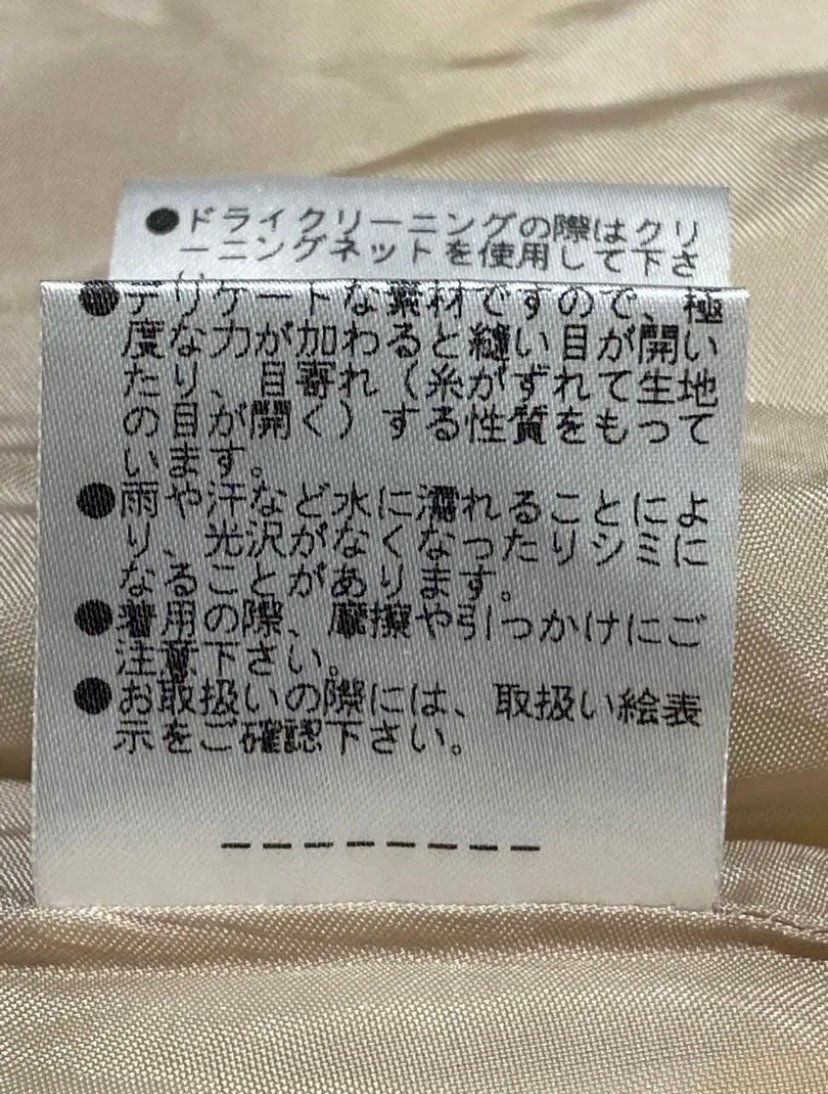 ●ドライクリーニングの際はクリ
ーニングネットを使用して下さ
●デリケートな素材ですので、極
度な力が加わると縫い目が開い
たり、目寄れ（糸がずれて生地
の目が開く）する性質をもって
います。
●雨や汗など水に濡れることによ
り、光沢がなくなったりシミに
なることがあります。
●着用の際、摩擦や引っかけにご
注意下さい。
●お取扱いの際には、取扱い絵表
示をご確認下さい。
--------